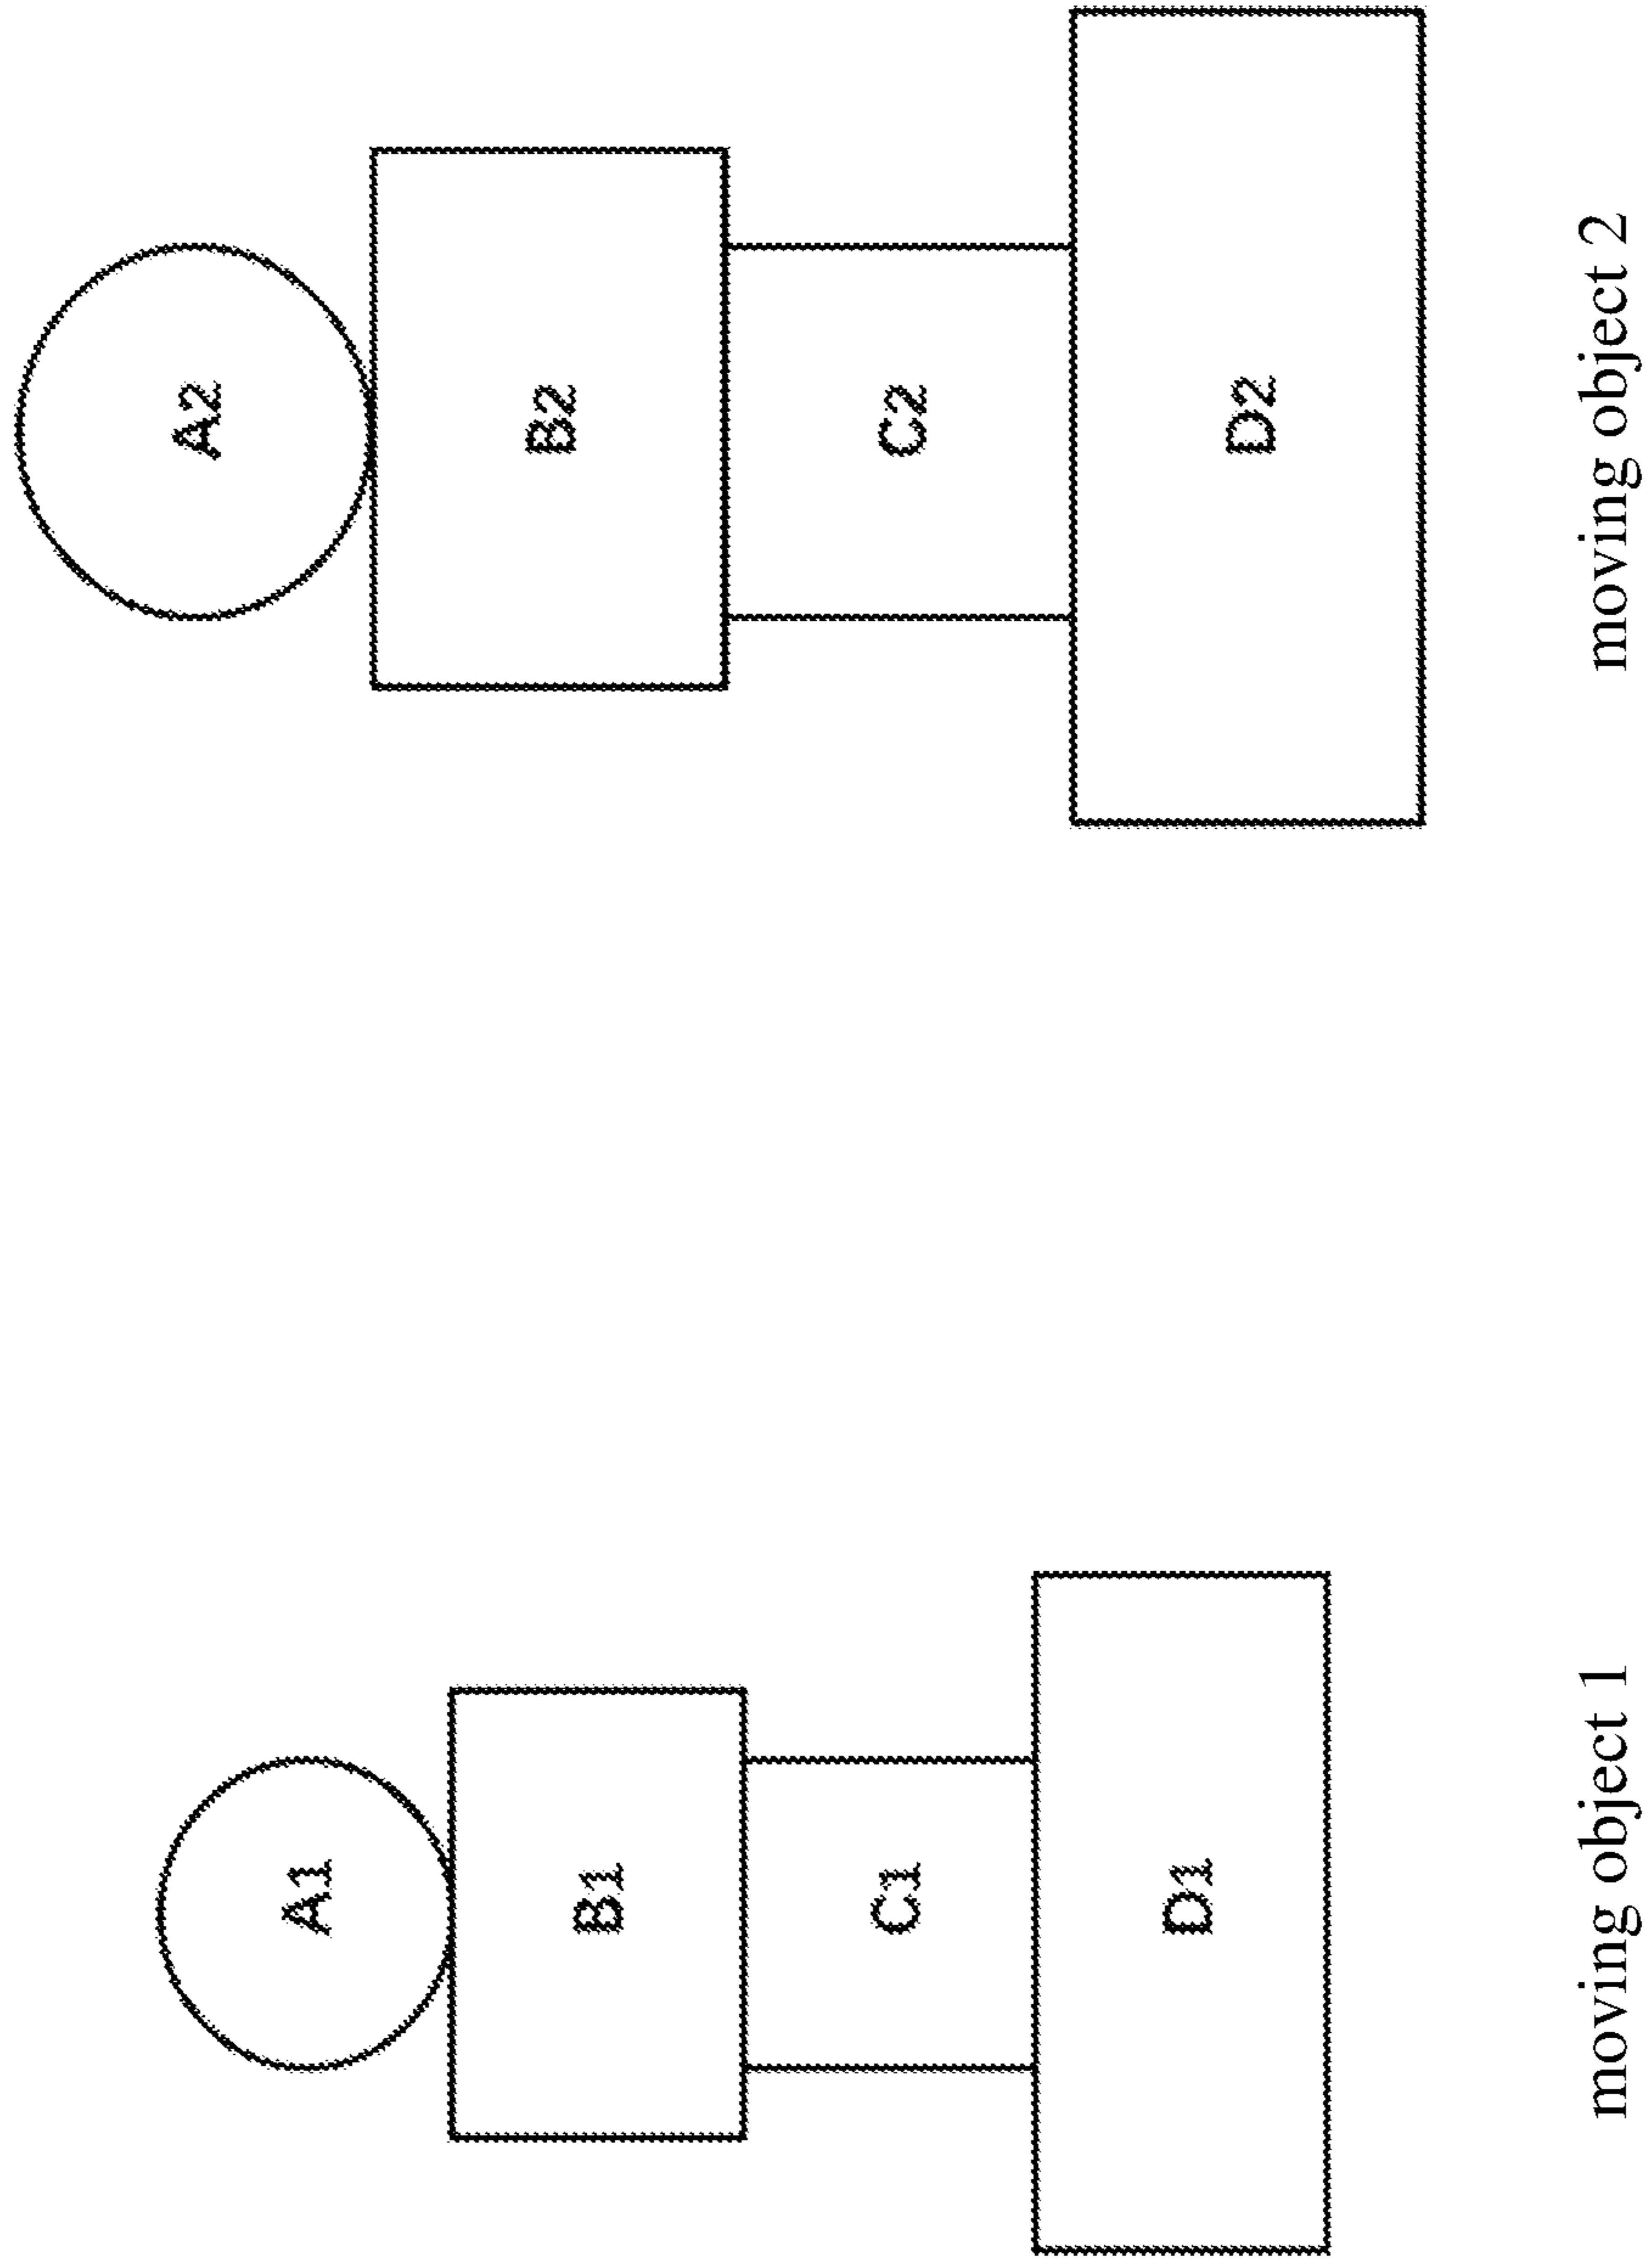 A1
B1
C1
D1
moving object 1
A2
B2
C2
D2
moving object 2